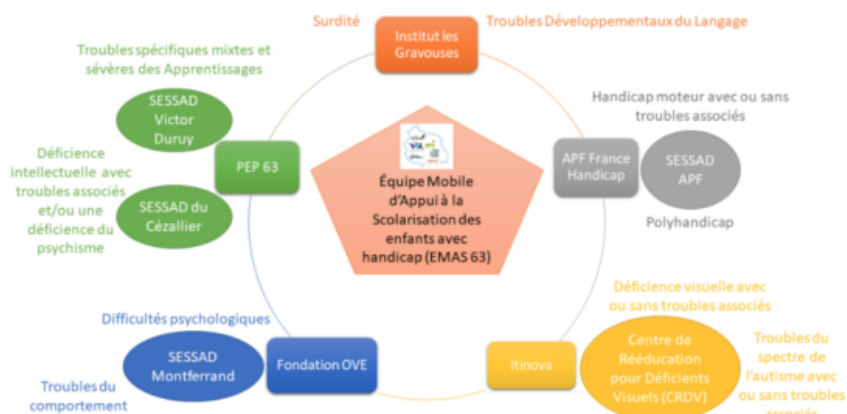 Surdité
Institut les
Gravouses
Troubles Développementaux du Langage
Troubles spécifiques mixtes et
sévères des Apprentissages
SESSAD
Victor
Duruy
PEP 63
Déficience
intellectuelle avec
troubles associés
et/ou une
déficience du
psychisme
SESSAD du
Cézallier
Équipe Mobile
d'Appui à la
Scolarisation des
enfants avec
handicap (EMAS 63)
Handicap moteur avec ou sans
troubles associés
APF France
Handicap
SESSAD
APF
Polyhandicap
Difficultés psychologiques
SESSAD
Montferrand
Fondation OVE
Troubles du
comportement
Déficience visuelle avec
ou sans troubles associés
Itinova
Centre de
Rééducation
pour Déficients
Visuels (CRDV)
Troubles du
spectre de
l'autisme avec
ou sans troubles
associés